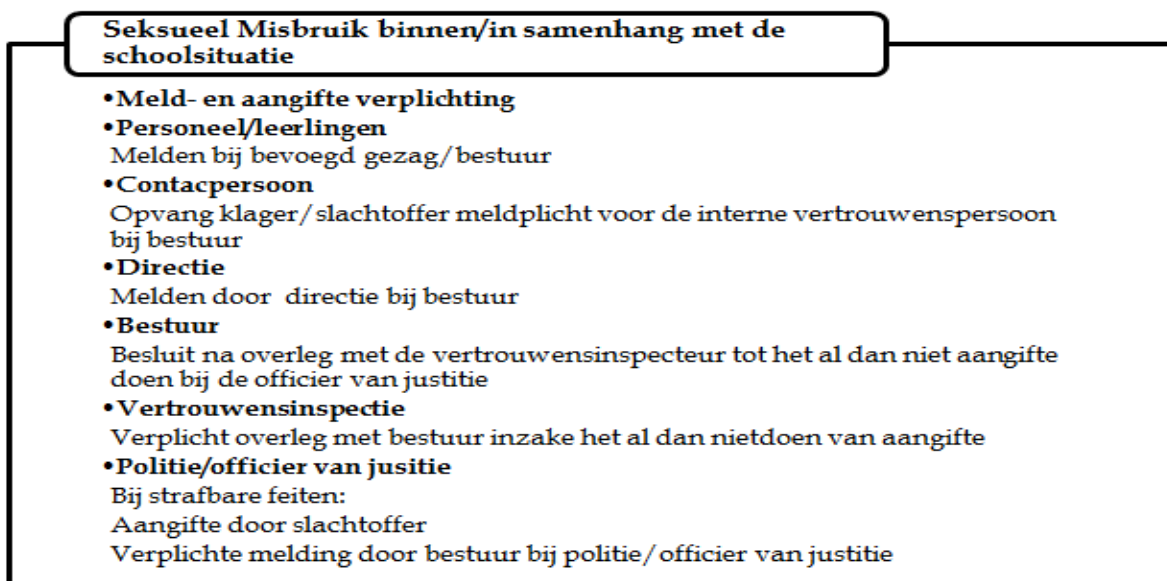 Seksueel Misbruik binnen/in samenhang met de
schoolsituatie
•Meld- en aangifte verplichting
•Personeel/leerlingen
Melden bij bevoegd gezag/bestuur
•Contacpersoon
Opvang klager/slachtoffer meldplicht voor de interne vertrouwenspersoon
bij bestuur
•Directie
Melden door directie bij bestuur
•Bestuur
Besluit na overleg met de vertrouwensinspecteur tot het al dan niet aangifte
doen bij de officier van justitie
•Vertrouwensinspectie
Verplicht overleg met bestuur inzake het al dan nietdoen van aangifte
•Politie/officier van jusitie
Bij strafbare feiten:
Aangifte door slachtoffer
Verplichte melding door bestuur bij politie/officier van justitie